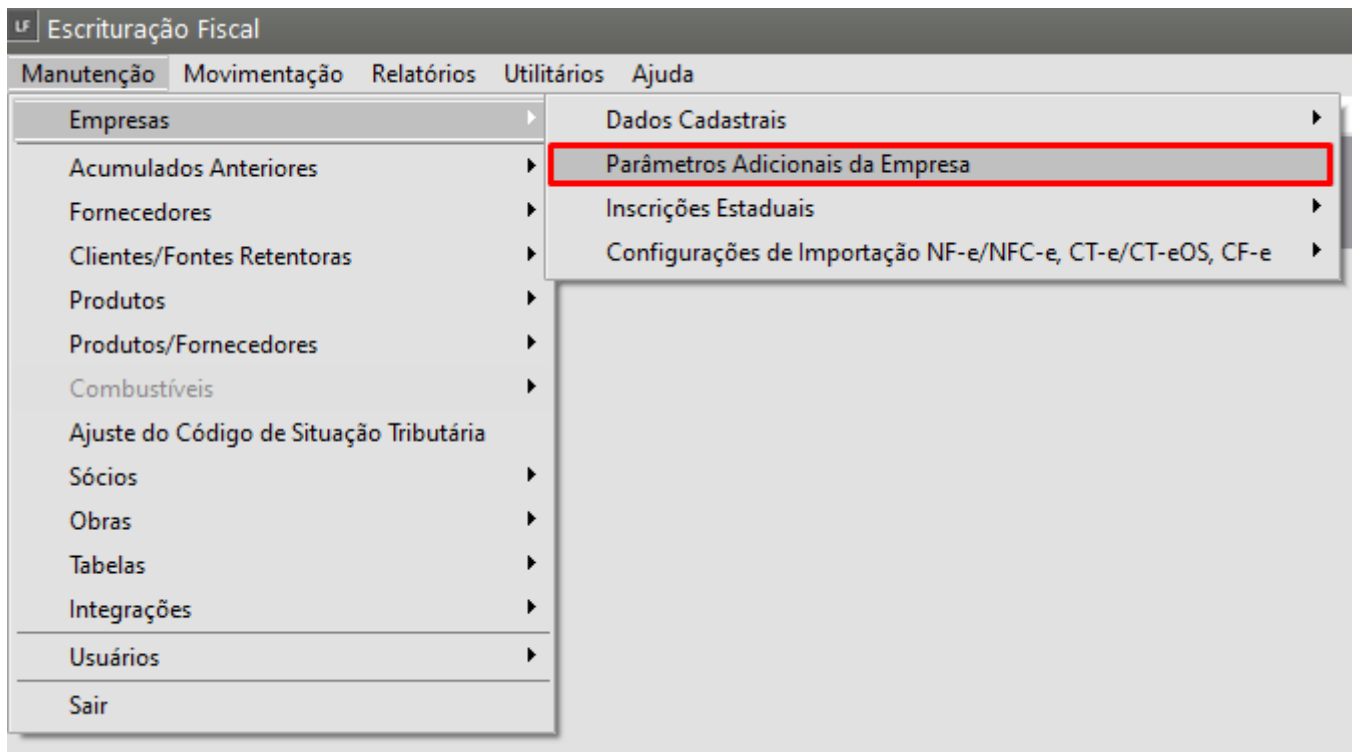 LF Escrituração Fiscal
Manutenção Movimentação Relatórios Utilitários Ajuda
Empresas
Acumulados Anteriores
Fornecedores
Clientes/Fontes Retentoras
Produtos
Produtos/Fornecedores
Combustíveis
Ajuste do Código de Situação Tributária
Sócios
Obras
Tabelas
Integrações
Usuários
Sair
Dados Cadastrais
Parâmetros Adicionais da Empresa
Inscrições Estaduais
Configurações de Importação NF-e/NFC-e, CT-e/CT-eOS, CF-e